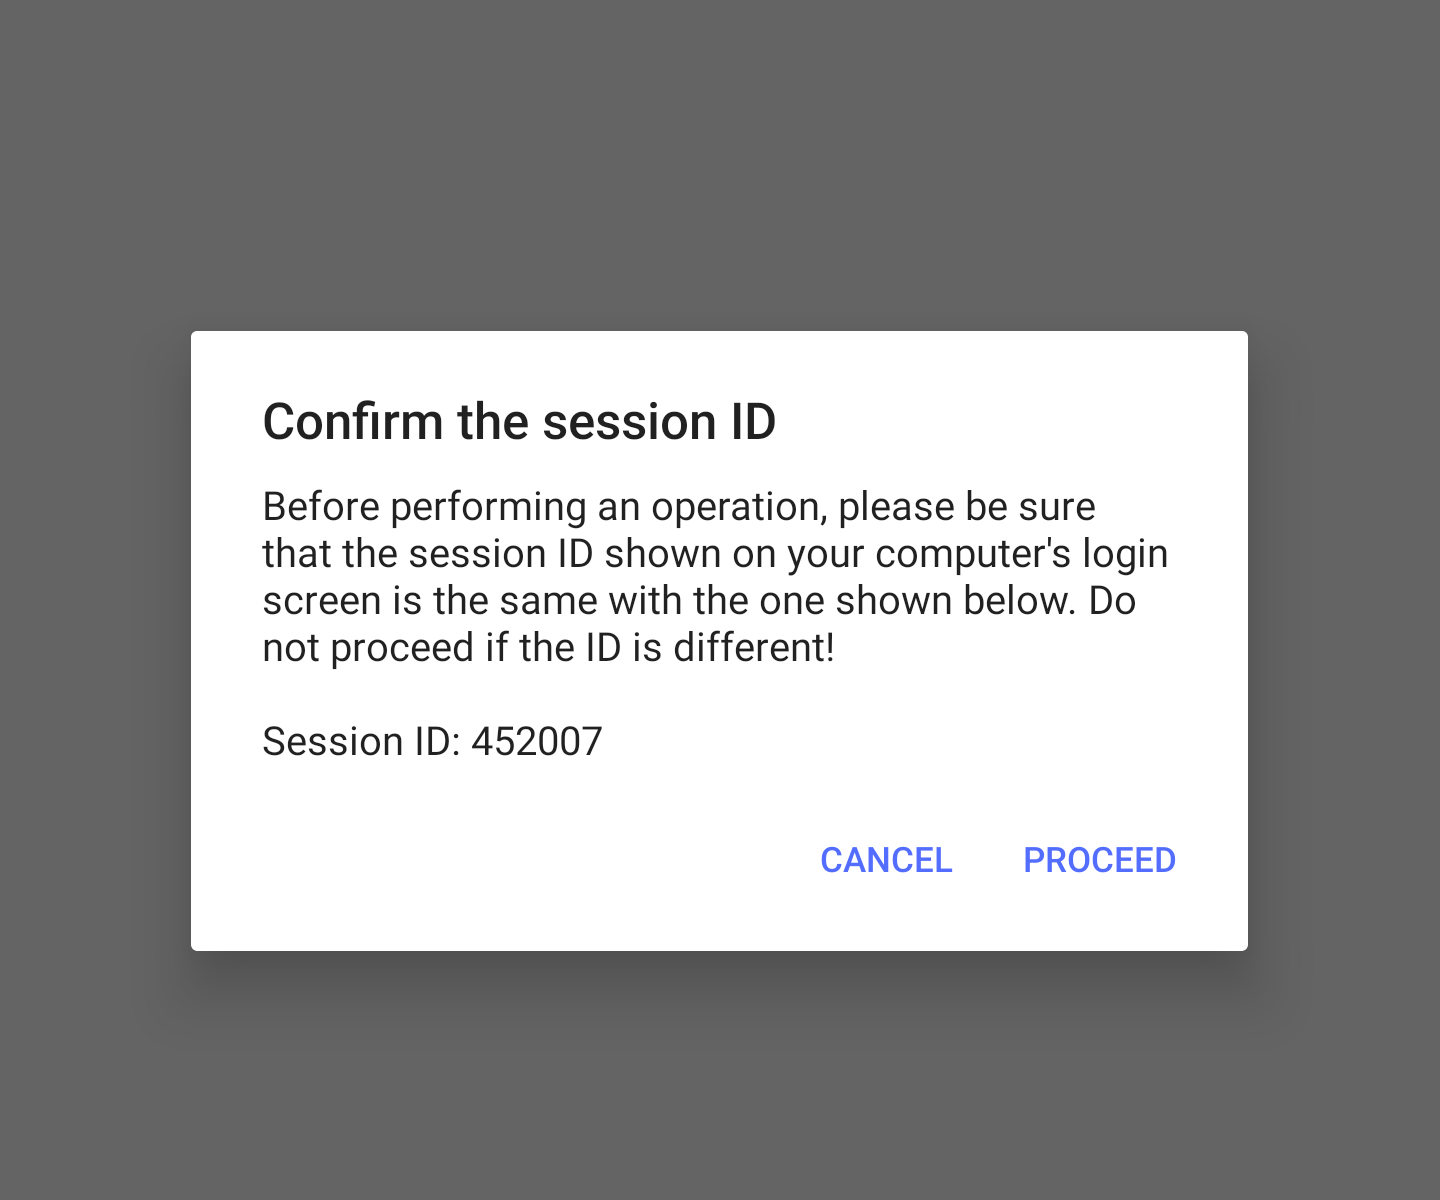 Confirm the session ID
Before performing an operation, please be sure
that the session ID shown on your computer's login
screen is the same with the one shown below. Do
not proceed if the ID is different!
Session ID: 452007
CANCEL PROCEED